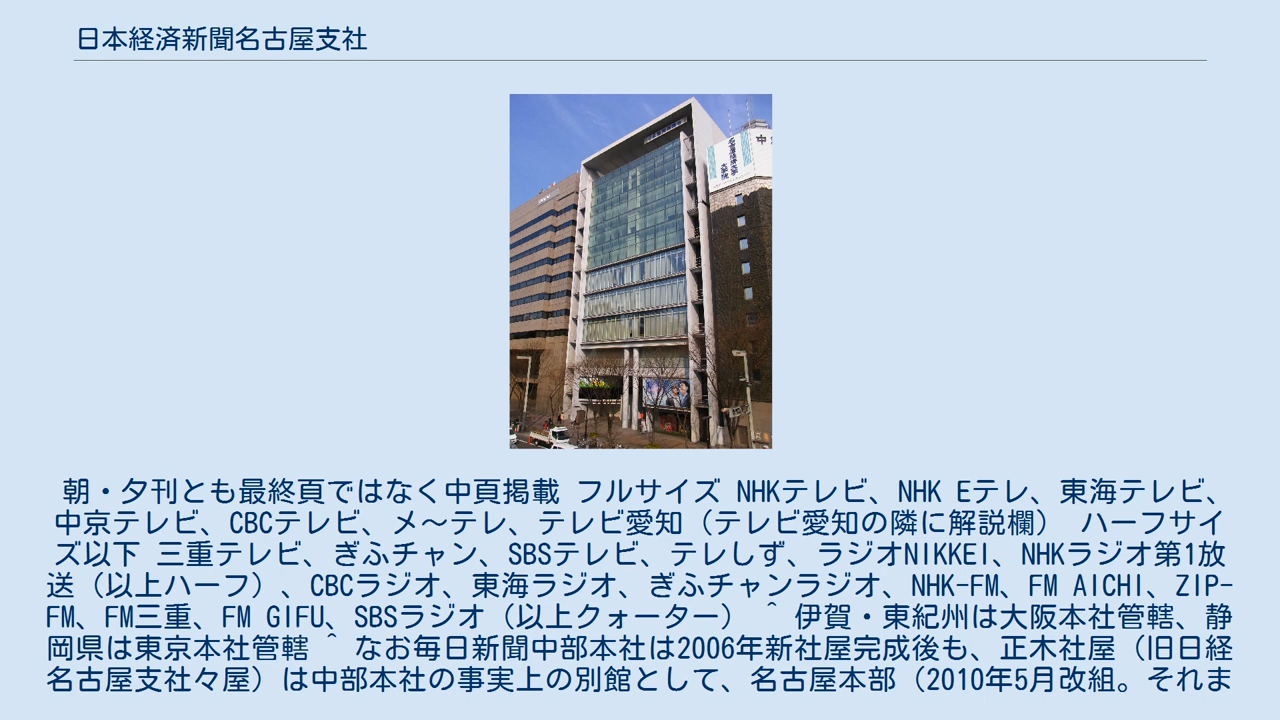 日本経済新聞名古屋支社
朝・夕刊とも最終頁ではなく中頁掲載 フルサイズ NHKテレビ、NHK Eテレ、東海テレビ、
中京テレビ、CBCテレビ、メ〜テレ、テレビ愛知（テレビ愛知の隣に解説欄） ハーフサイ
ズ以下 三重テレビ、ぎふチャン、SBSテレビ、テレしず、ラジオNIKKEI、NHKラジオ第1放
送（以上ハーフ）、CBCラジオ、東海ラジオ、ぎふチャンラジオ、NHK-FM、FM AICHI、ZIP-
FM、FM三重、FM GIFU、SBSラジオ（以上クォーター） ^ 伊賀・東紀州は大阪本社管轄、静
岡県は東京本社管轄 ^ なお毎日新聞中部本社は2006年新社屋完成後も、正木社屋（旧日経
名古屋支社々屋）は中部本社の事実上の別館として、名古屋本部（2010年5月改組。それま